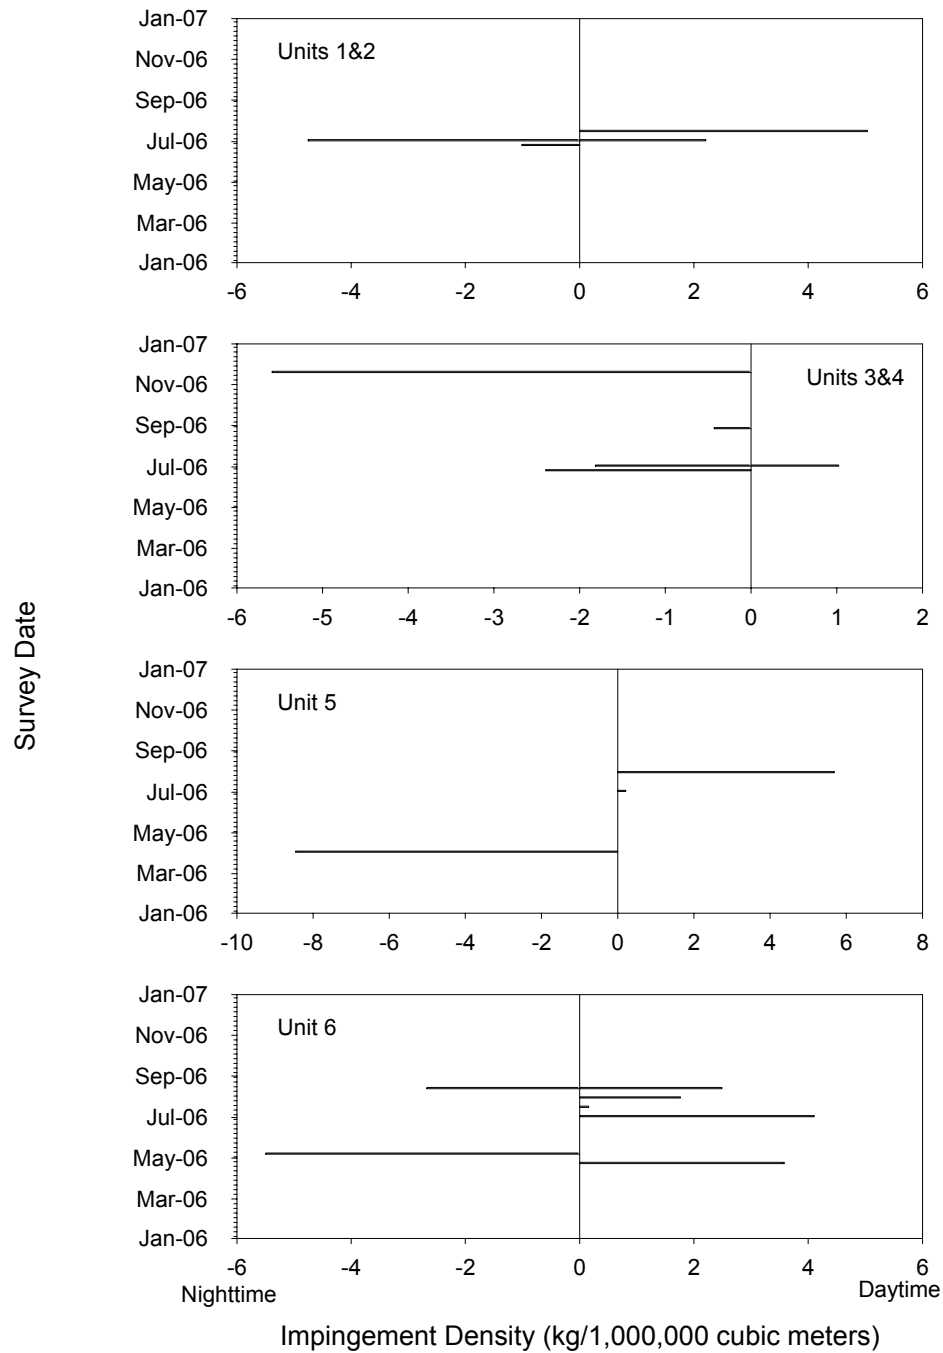 Jan-07
Nov-06
Sep-06
Jul-06
May-06
Mar-06
Jan-06
Units 1&2
-6 -4 -2 0 2 4 6
Jan-07
Nov-06
Sep-06
Jul-06
May-06
Mar-06
Jan-06
Units 3&4
-6 -5 -4 -3 -2 -1 0 1 2
Survey Date
Jan-07
Nov-06
Sep-06
Jul-06
May-06
Mar-06
Jan-06
Unit 5
-10 -8 -6 -4 -2 0 2 4 6 8
Jan-07
Nov-06
Sep-06
Jul-06
May-06
Mar-06
Jan-06
Unit 6
-6 -4 -2 0 2 4 6
Nighttime Daytime
Impingement Density (kg/1,000,000 cubic meters)